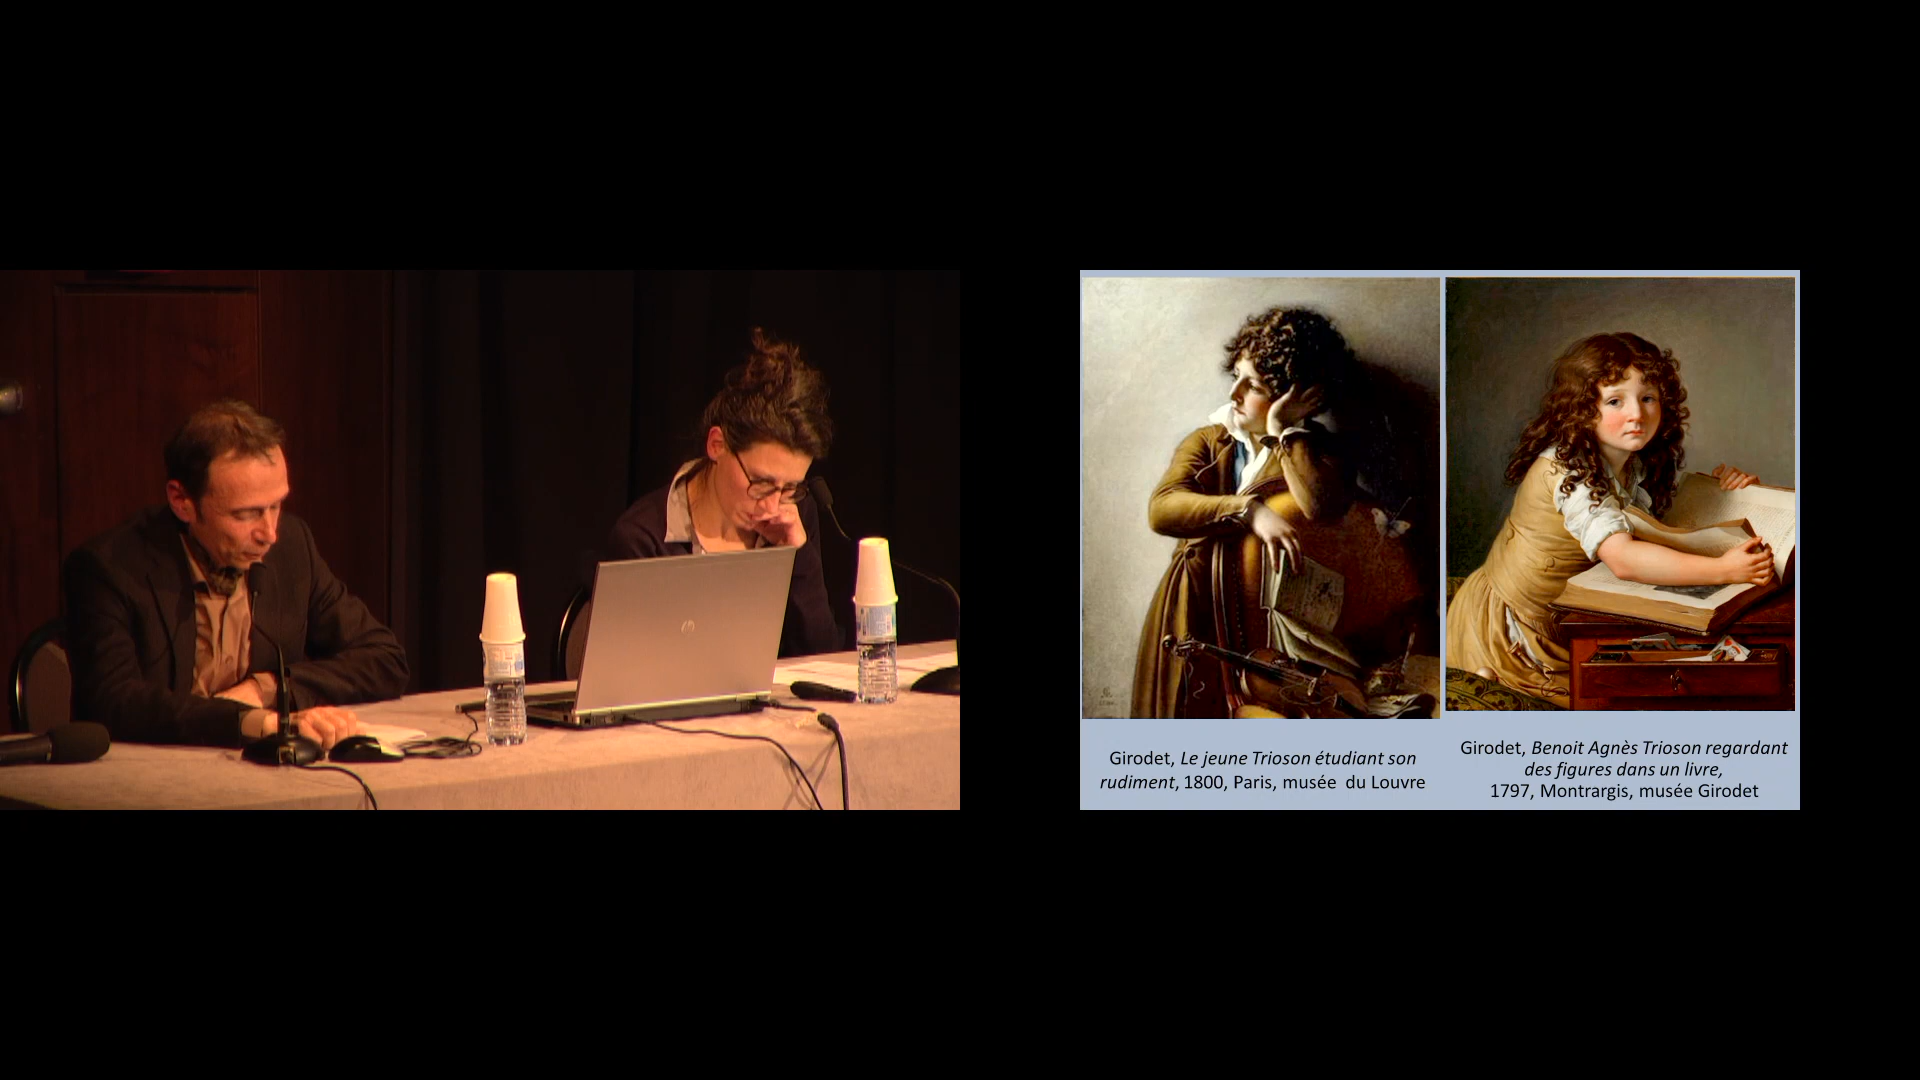 Girodet, Le jeune Trioson étudiant son
rudiment, 1800, Paris, musée du Louvre
Girodet, Benoit Agnès Trioson regardant
des figures dans un livre,
1797, Montrargis, musée Girodet
hp